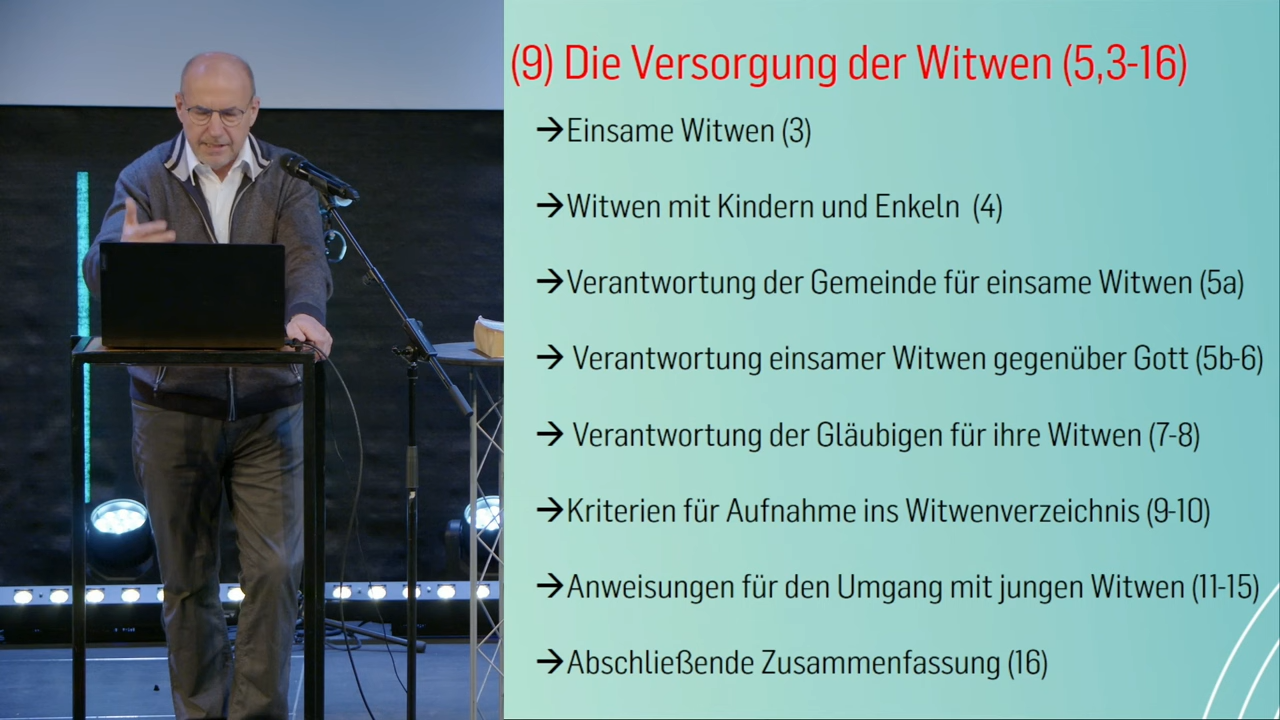 (9) Die Versorgung der Witwen (5,3-16)
→Einsame Witwen (3)
→Witwen mit Kindern und Enkeln (4)
→Verantwortung der Gemeinde für einsame Witwen (5a)
→ Verantwortung einsamer Witwen gegenüber Gott (5b-6)
→ Verantwortung der Gläubigen für ihre Witwen (7-8)
→Kriterien für Aufnahme ins Witwenverzeichnis (9-10)
→Anweisungen für den Umgang mit jungen Witwen (11-15)
→Abschließende Zusammenfassung (16)